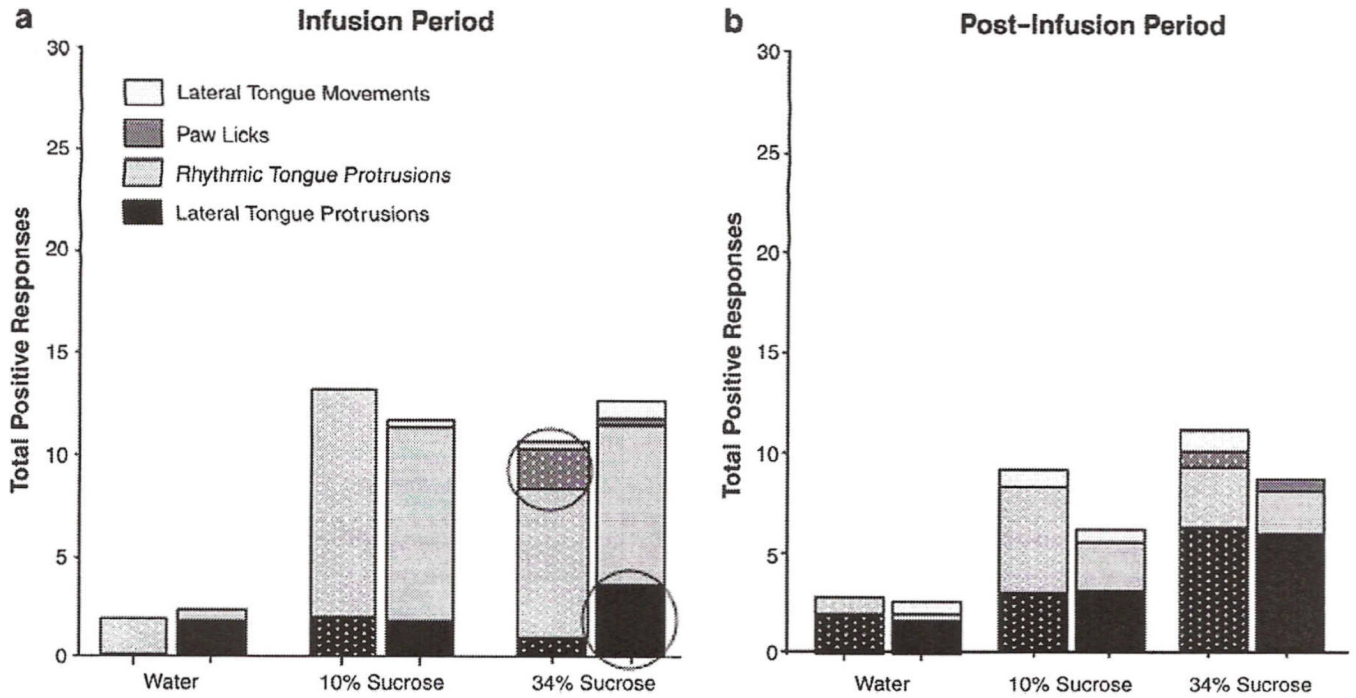 a
Infusion Period
30
25
20
15
10
5
0
Total Positive Responses
Lateral Tongue Movements
Paw Licks
Rhythmic Tongue Protrusions
Lateral Tongue Protrusions
Water
10% Sucrose
34% Sucrose
b
Post-Infusion Period
30
25
20
15
10
5
0
Total Positive Responses
Water
10% Sucrose
34% Sucrose